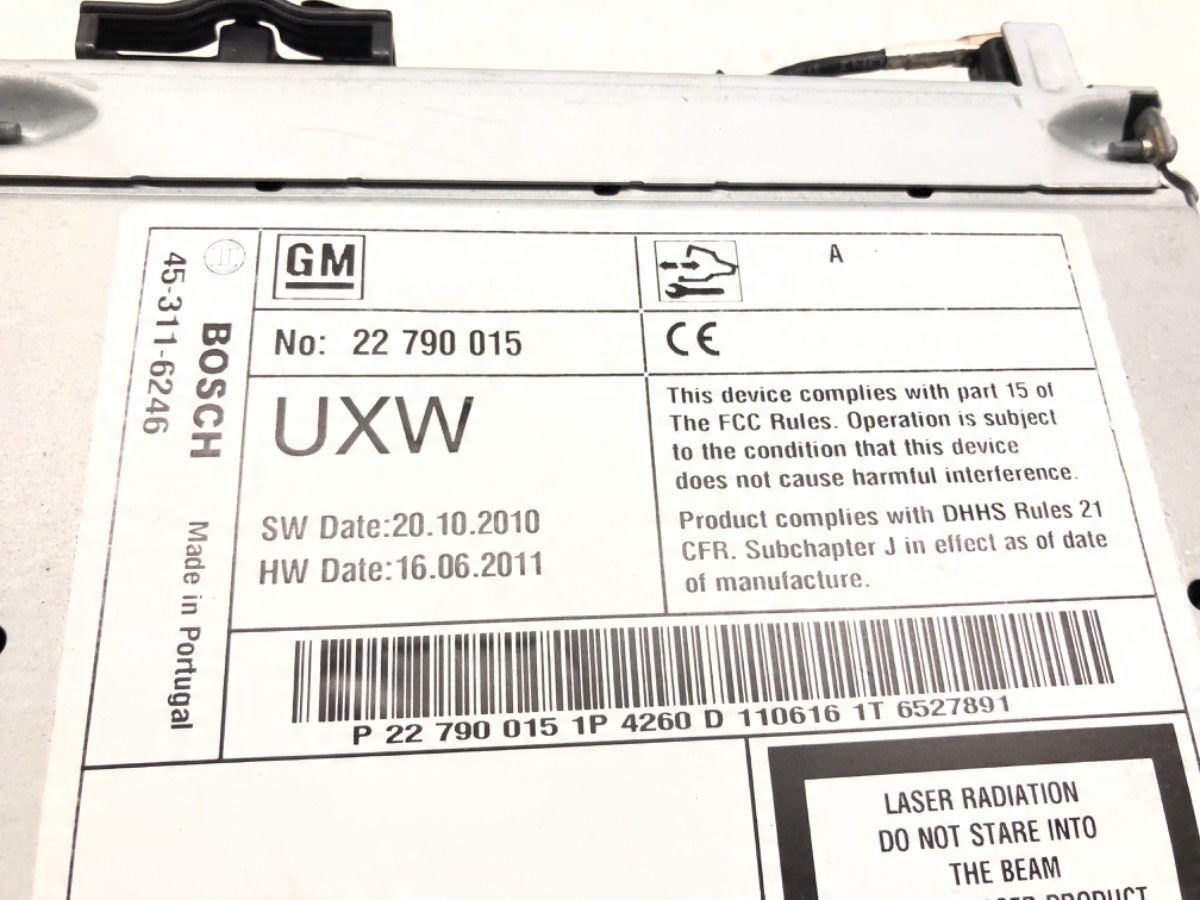 GM
A
No: 22 790 015
CE
UXW
SW Date:20.10.2010
HW Date:16.06.2011
This device complies with part 15 of
The FCC Rules. Operation is subject
to the condition that this device
does not cause harmful interference.
Product complies with DHHS Rules 21
CFR. Subchapter J in effect as of date
of manufacture.
BOSCH Made in Portugal
45-311-6246
P 22 790 015 1P 4260 D 110616 1T 6527891
LASER RADIATION
DO NOT STARE INTO
THE BEAM
PRODUCT